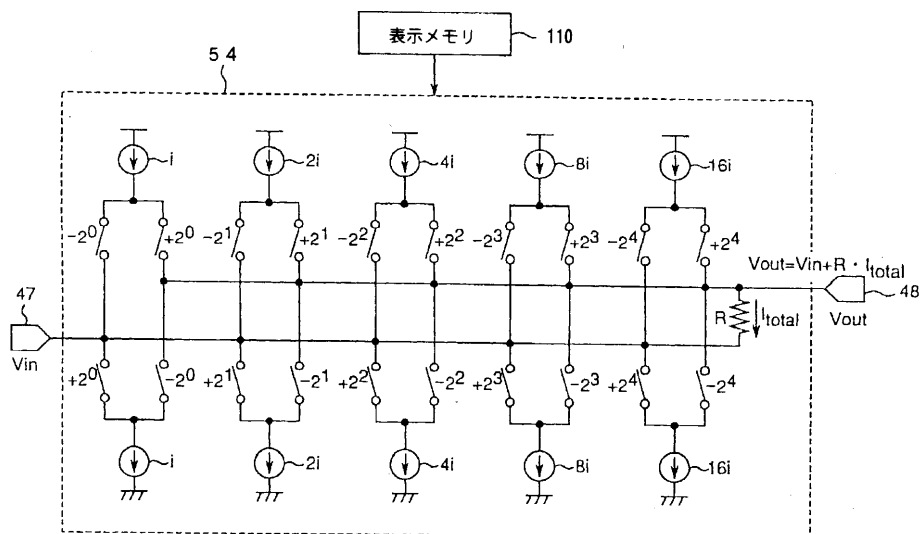 表示メモリ 110
54
i 2i 4i 8i 16i
-2⁰ +2⁰ -2¹ +2¹ -2² +2² -2³ +2³ -2⁴ +2⁴
Vout=Vin+R・Itotal
47
48
R Itotal
Vout
Vin
+2⁰ -2⁰ +2¹ -2¹ +2² -2² +2³ -2³ +2⁴ -2⁴
i 2i 4i 8i 16i